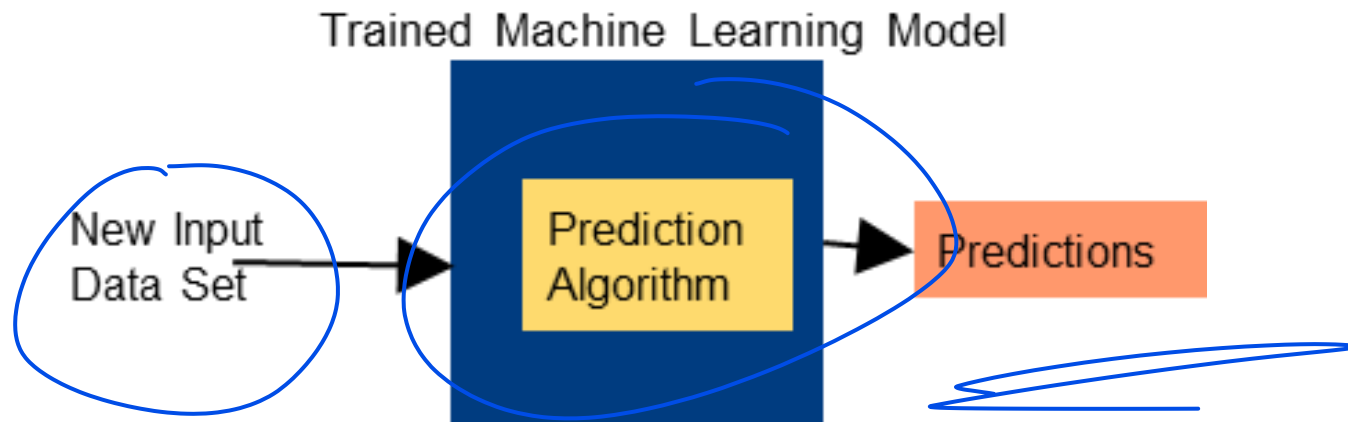 Trained Machine Learning Model
New Input
Data Set
Prediction
Algorithm
Predictions